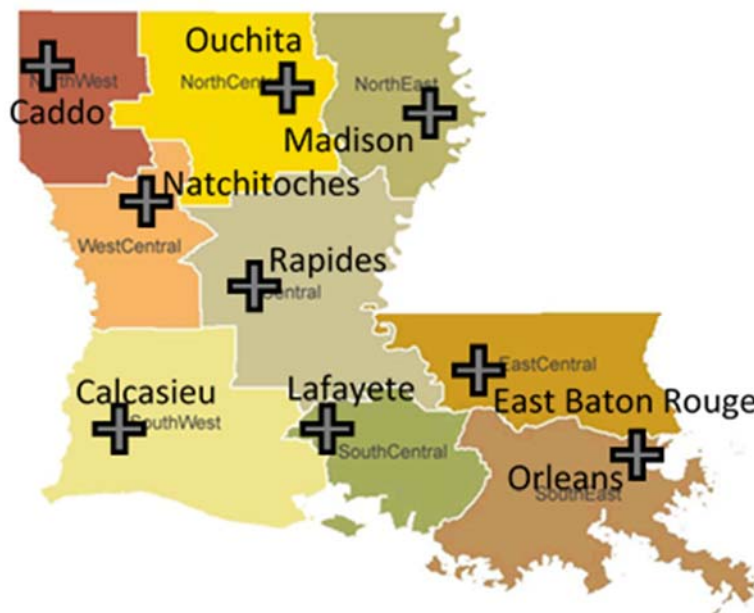 Ouchita
NorthWest
NorthCentral
NorthEast
Caddo
Madison
Natchitoches
WestCentral
Rapides
Central
EastCentral
Calcasieu
Lafayete
East Baton Rouge
SouthWest
SouthCentral
Orleans
SouthEast